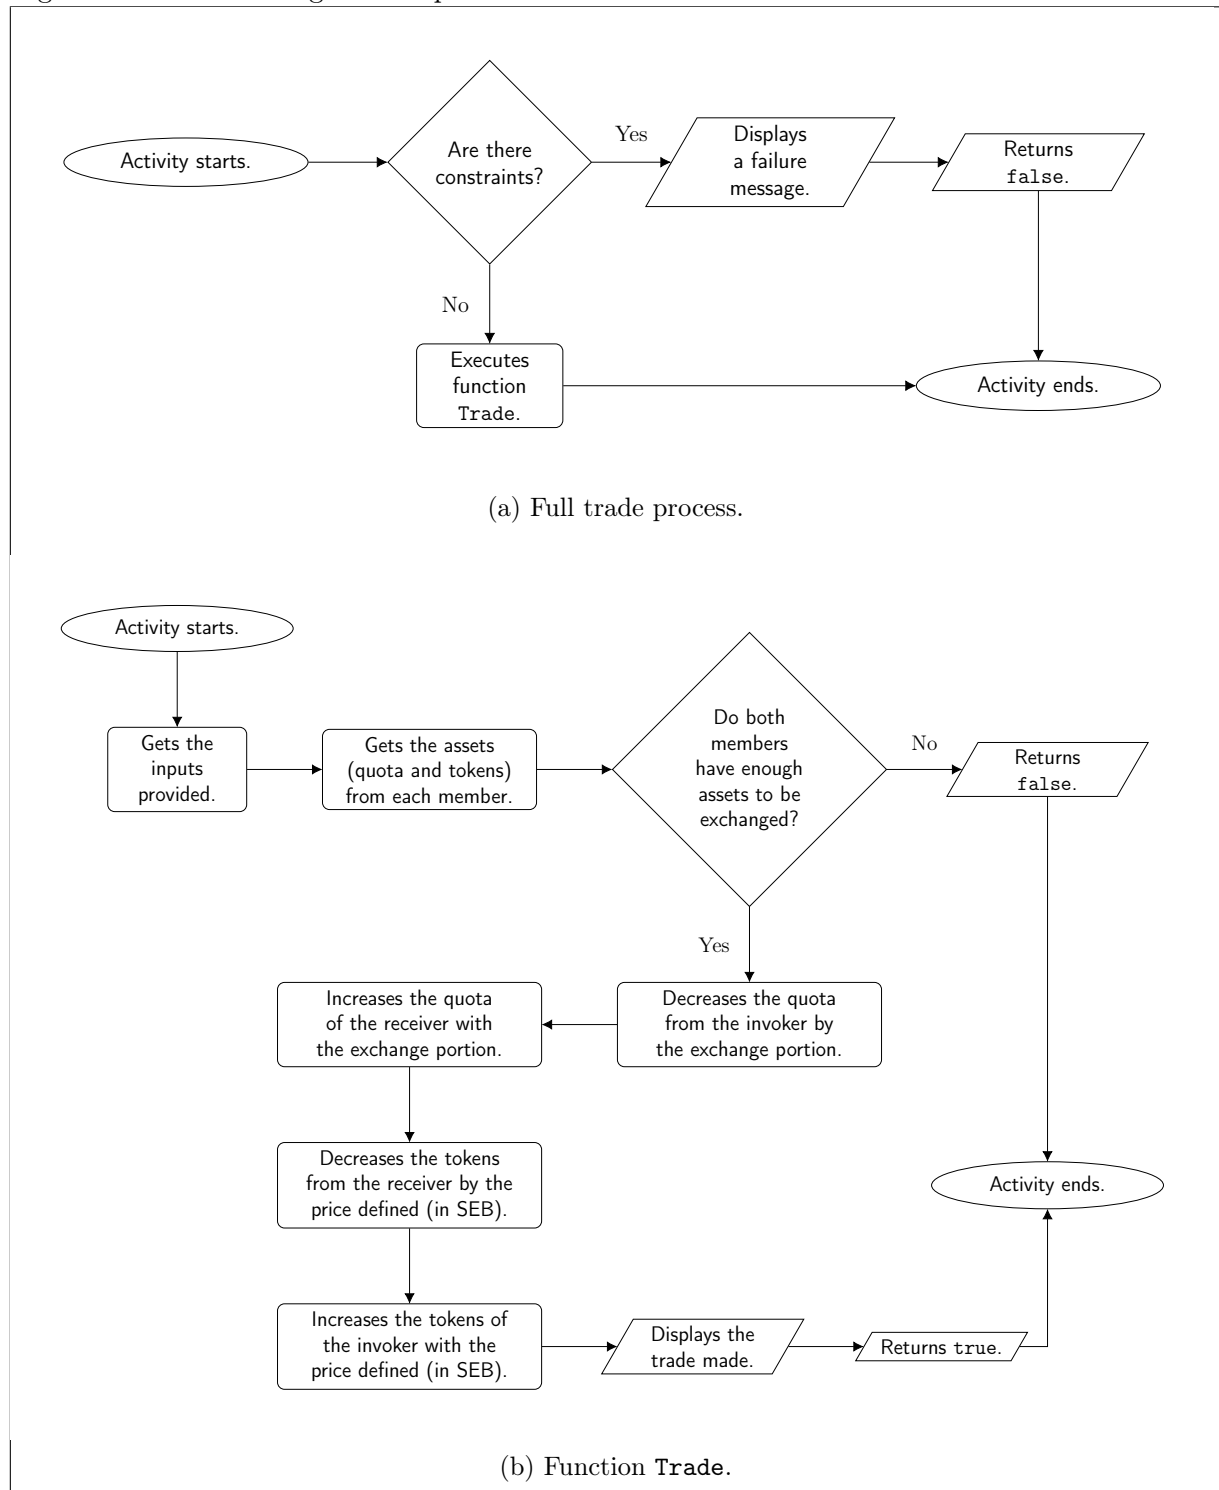 Activity starts.
Are there
constraints?
Yes
Displays
a failure
message.
Returns
false.
No
Executes
function
Trade.
Activity ends.
(a) Full trade process.
Activity starts.
Gets the
inputs
provided.
Gets the assets
(quota and tokens)
from each member.
Do both
members
have enough
assets to be
exchanged?
No
Returns
false.
Yes
Decreases the quota
from the invoker by
the exchange portion.
Increases the quota
of the receiver with
the exchange portion.
Decreases the tokens
from the receiver by the
price defined (in SEB).
Increases the tokens of
the invoker with the
price defined (in SEB).
Displays the
trade made.
Returns true.
Activity ends.
(b) Function Trade.